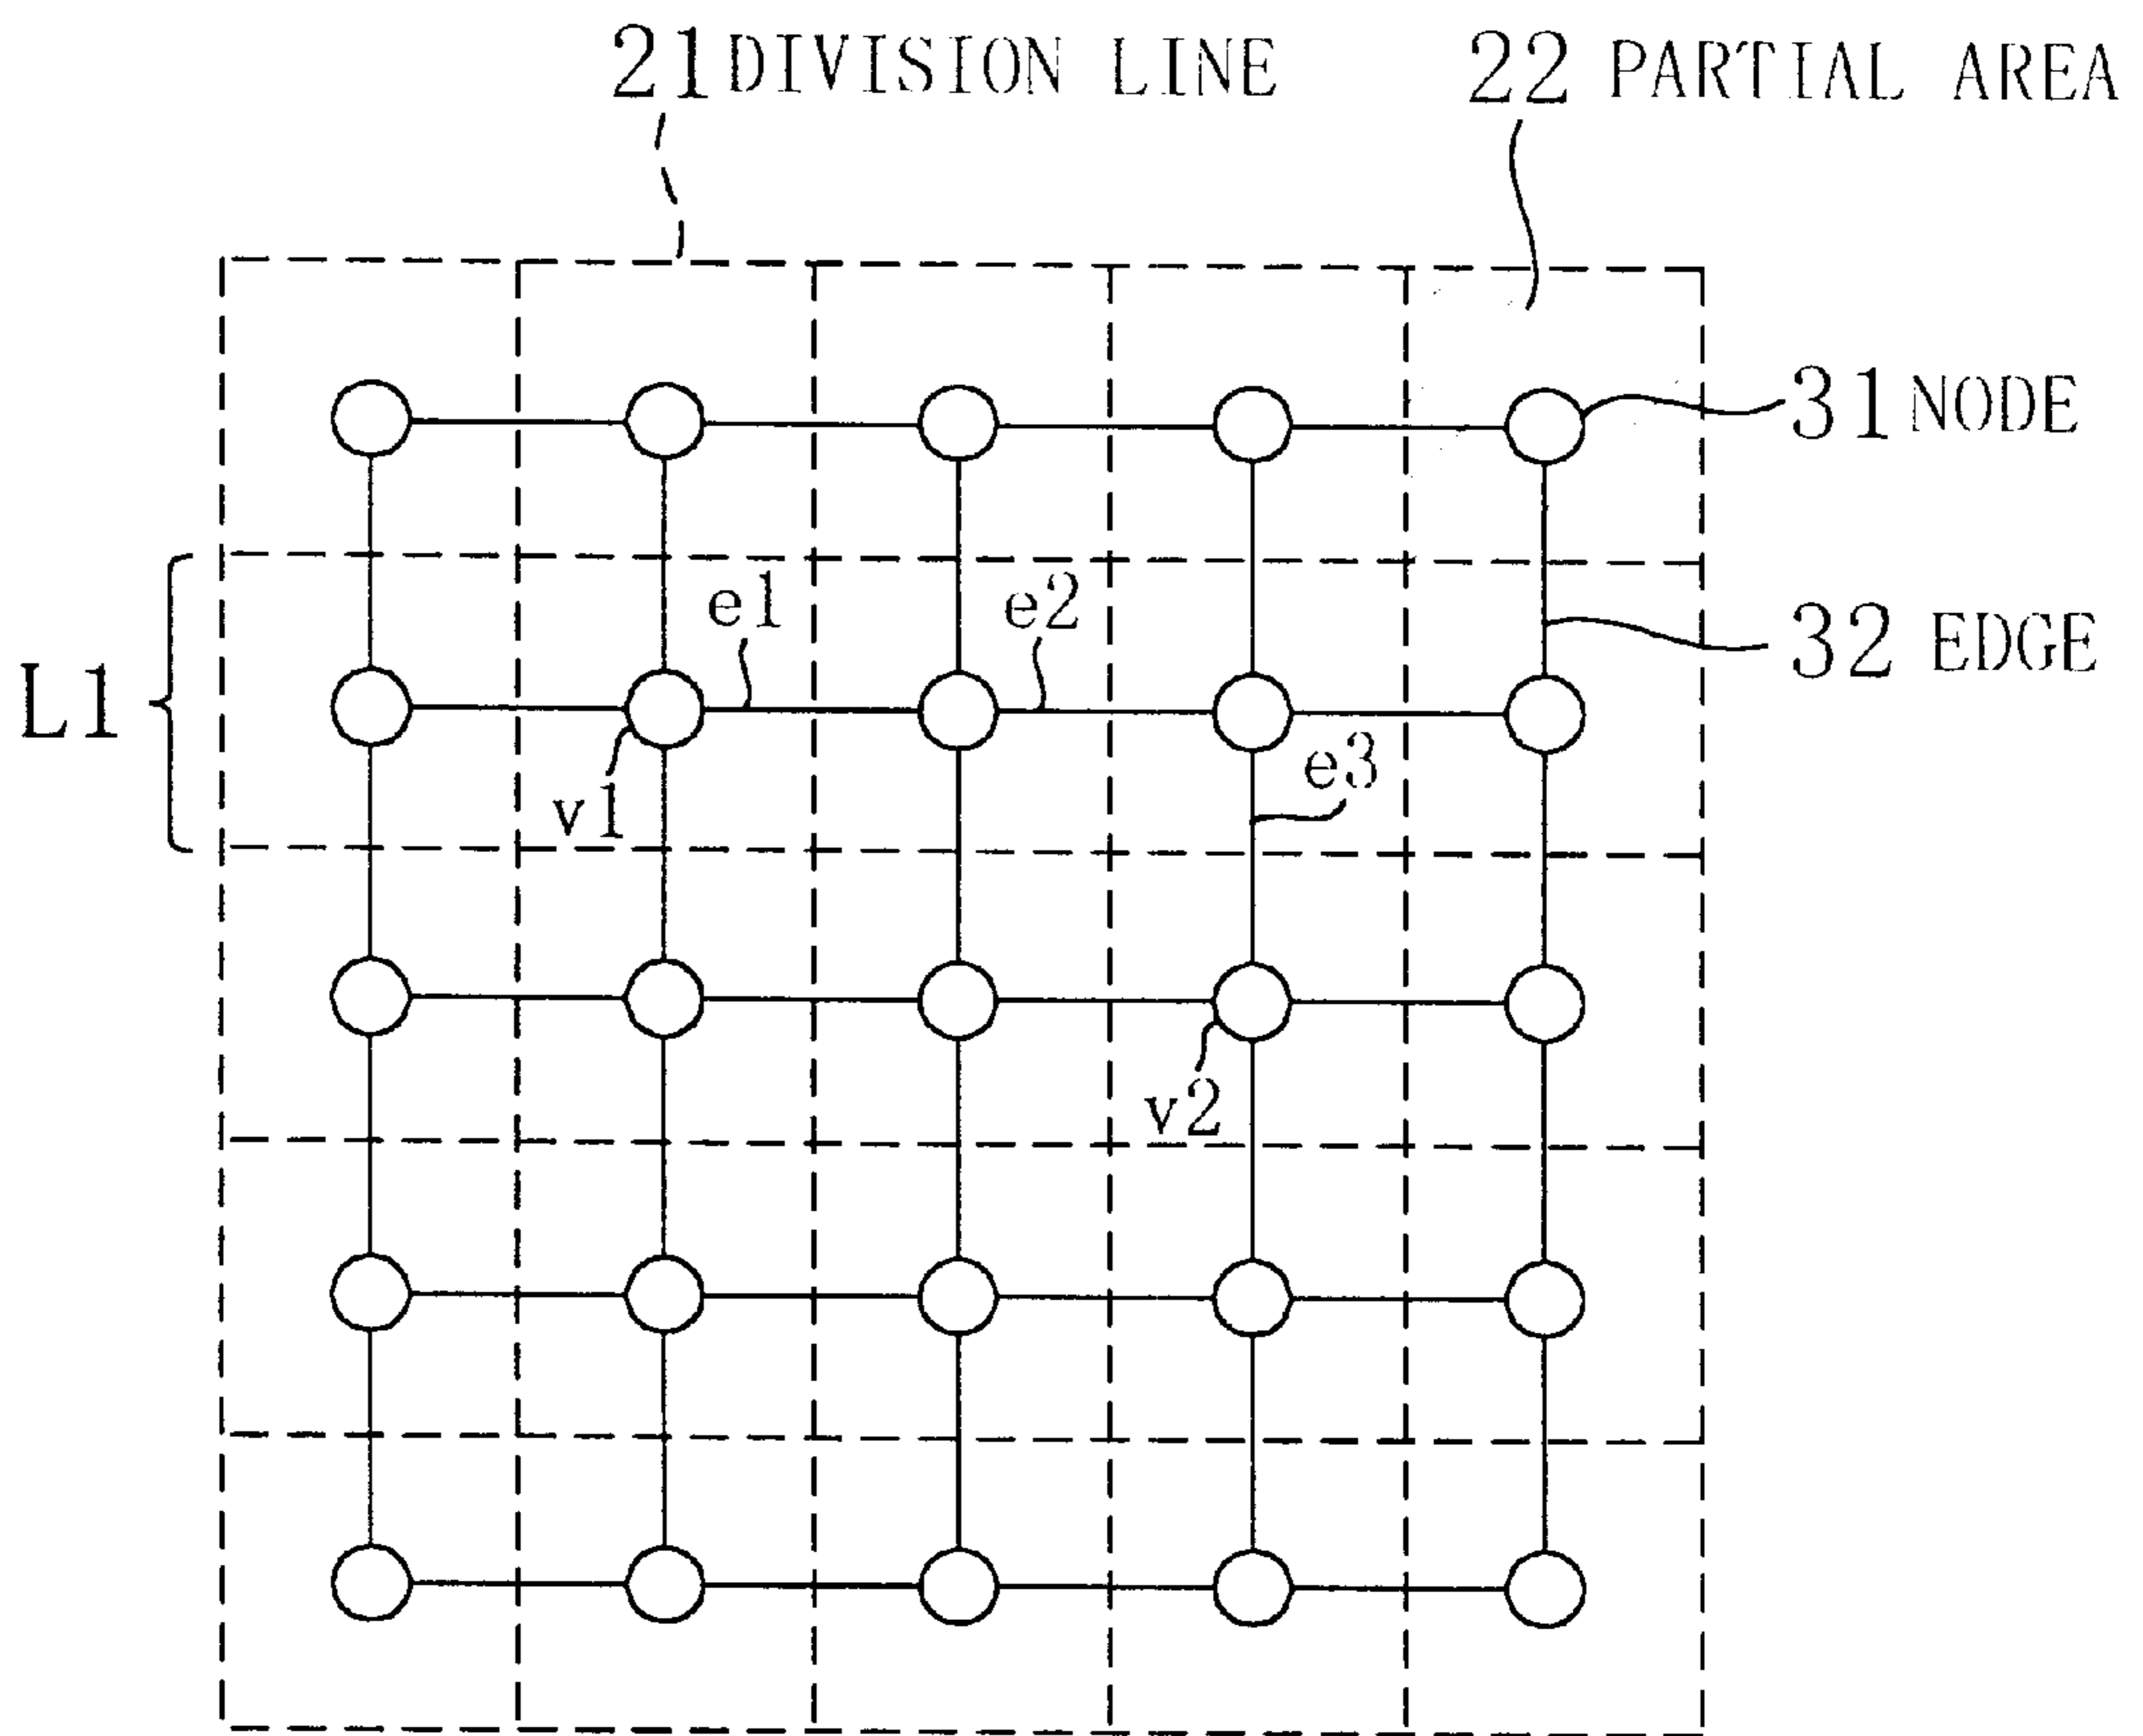 21 DIVISION LINE
22 PARTIAL AREA
31 NODE
e1
e2
32 EDGE
L1
e3
v1
v2